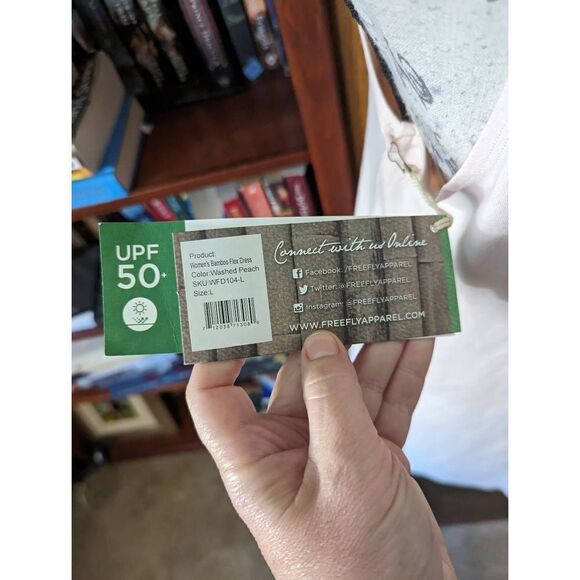 UPF
50+
Product:
Women's Bamboo Flex Dress
Color:Washed Peach
SKU:WFD104-L
Size:L
Connect with us Online
Facebook: /FREEFLYAPPAREL
Twitter: @FREEFLYAPPAREL
Instagram: @FREEFLYAPPAREL
WWW.FREEFLYAPPAREL.COM